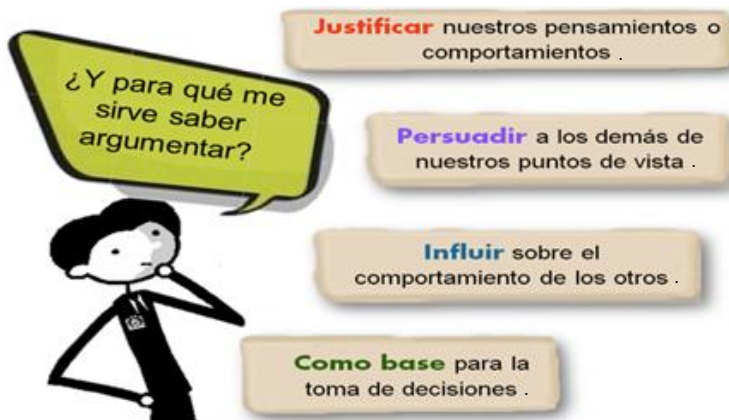 ¿Y para qué me
sirve saber
argumentar?
Justificar nuestros pensamientos o
comportamientos .
Persuadir a los demás de
nuestros puntos de vista .
Influir sobre el
comportamiento de los otros .
Como base para la
toma de decisiones .